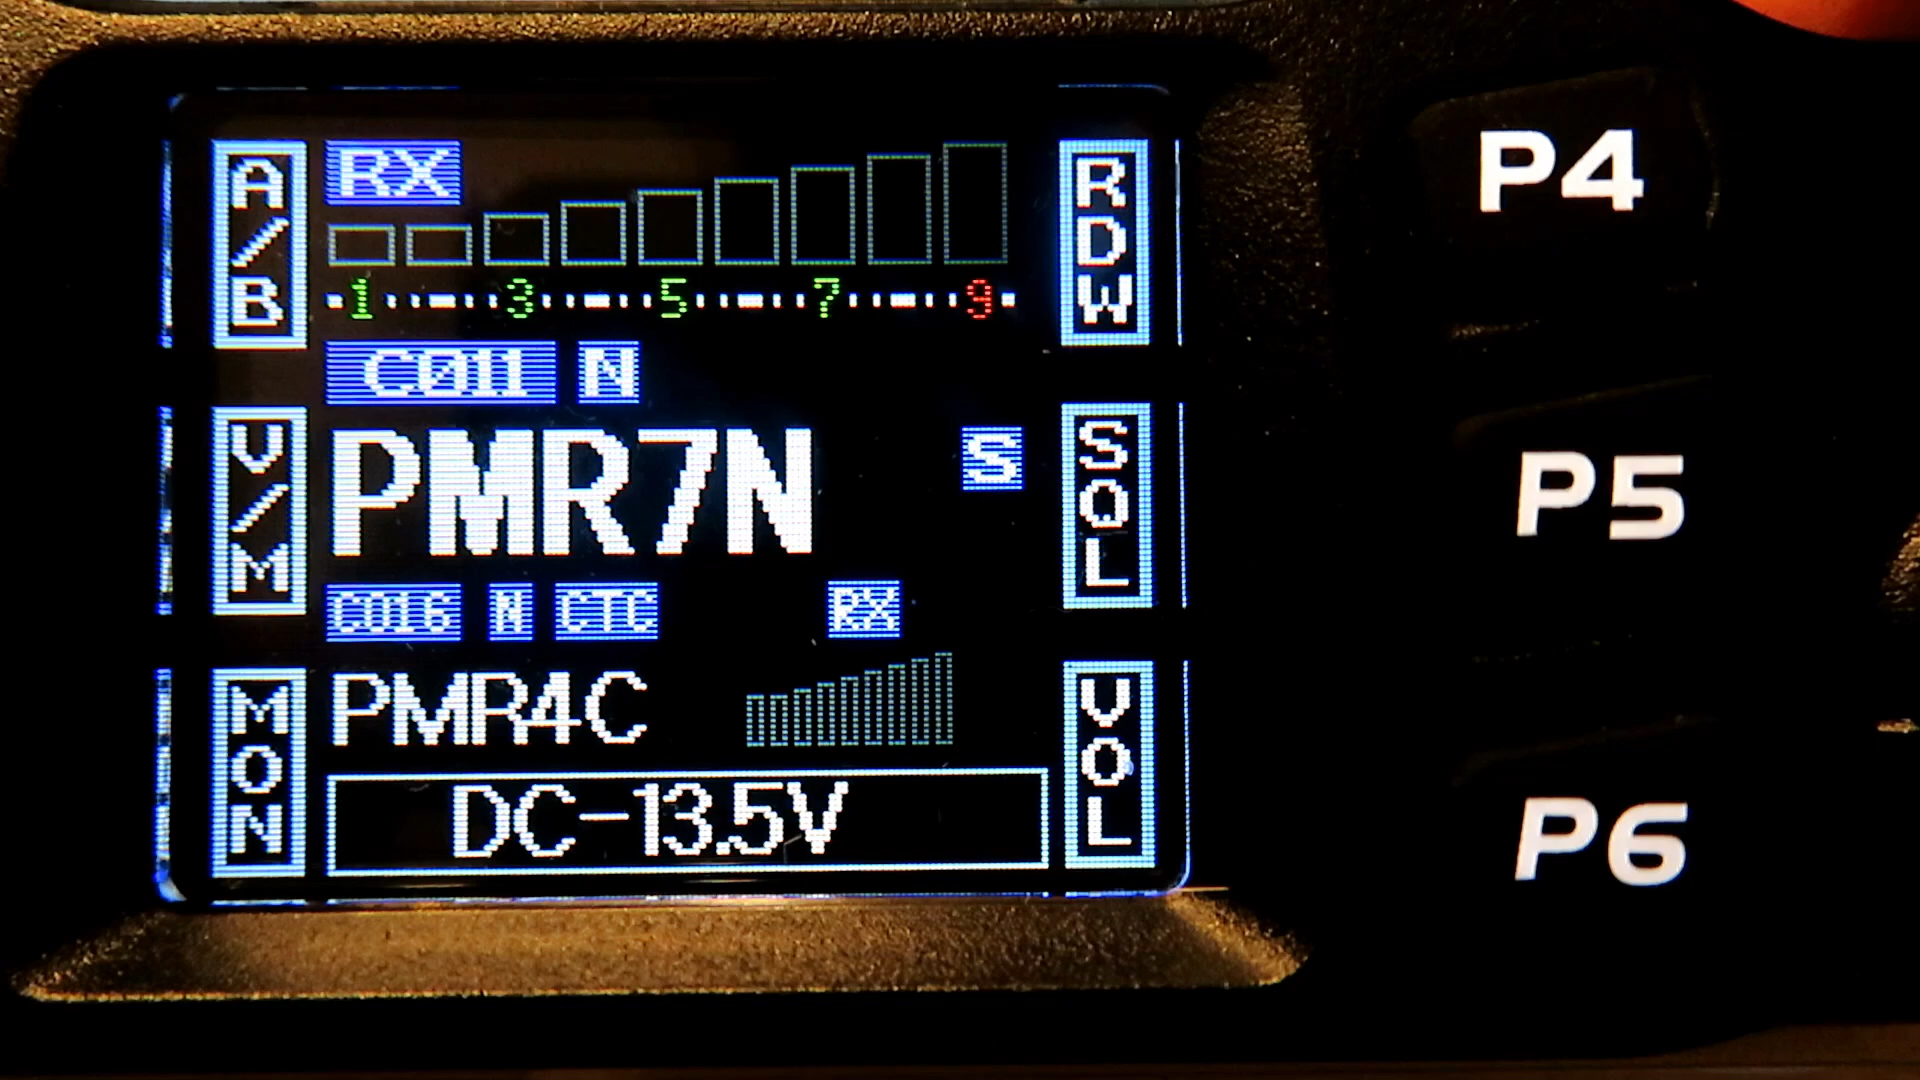 A/B
RX
RDW
1 3 5 7 9
C011 N
V/M
PMR7N
S
SQL
C016 N CTC RX
MON
PMR4C
VOL
DC-13.5V
P4
P5
P6